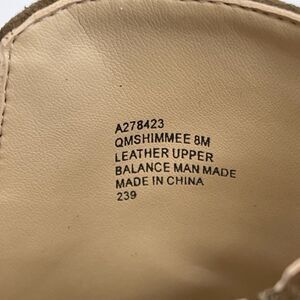 A278423
QMSHIMMEE 8M
LEATHER UPPER
BALANCE MAN MADE
MADE IN CHINA
239